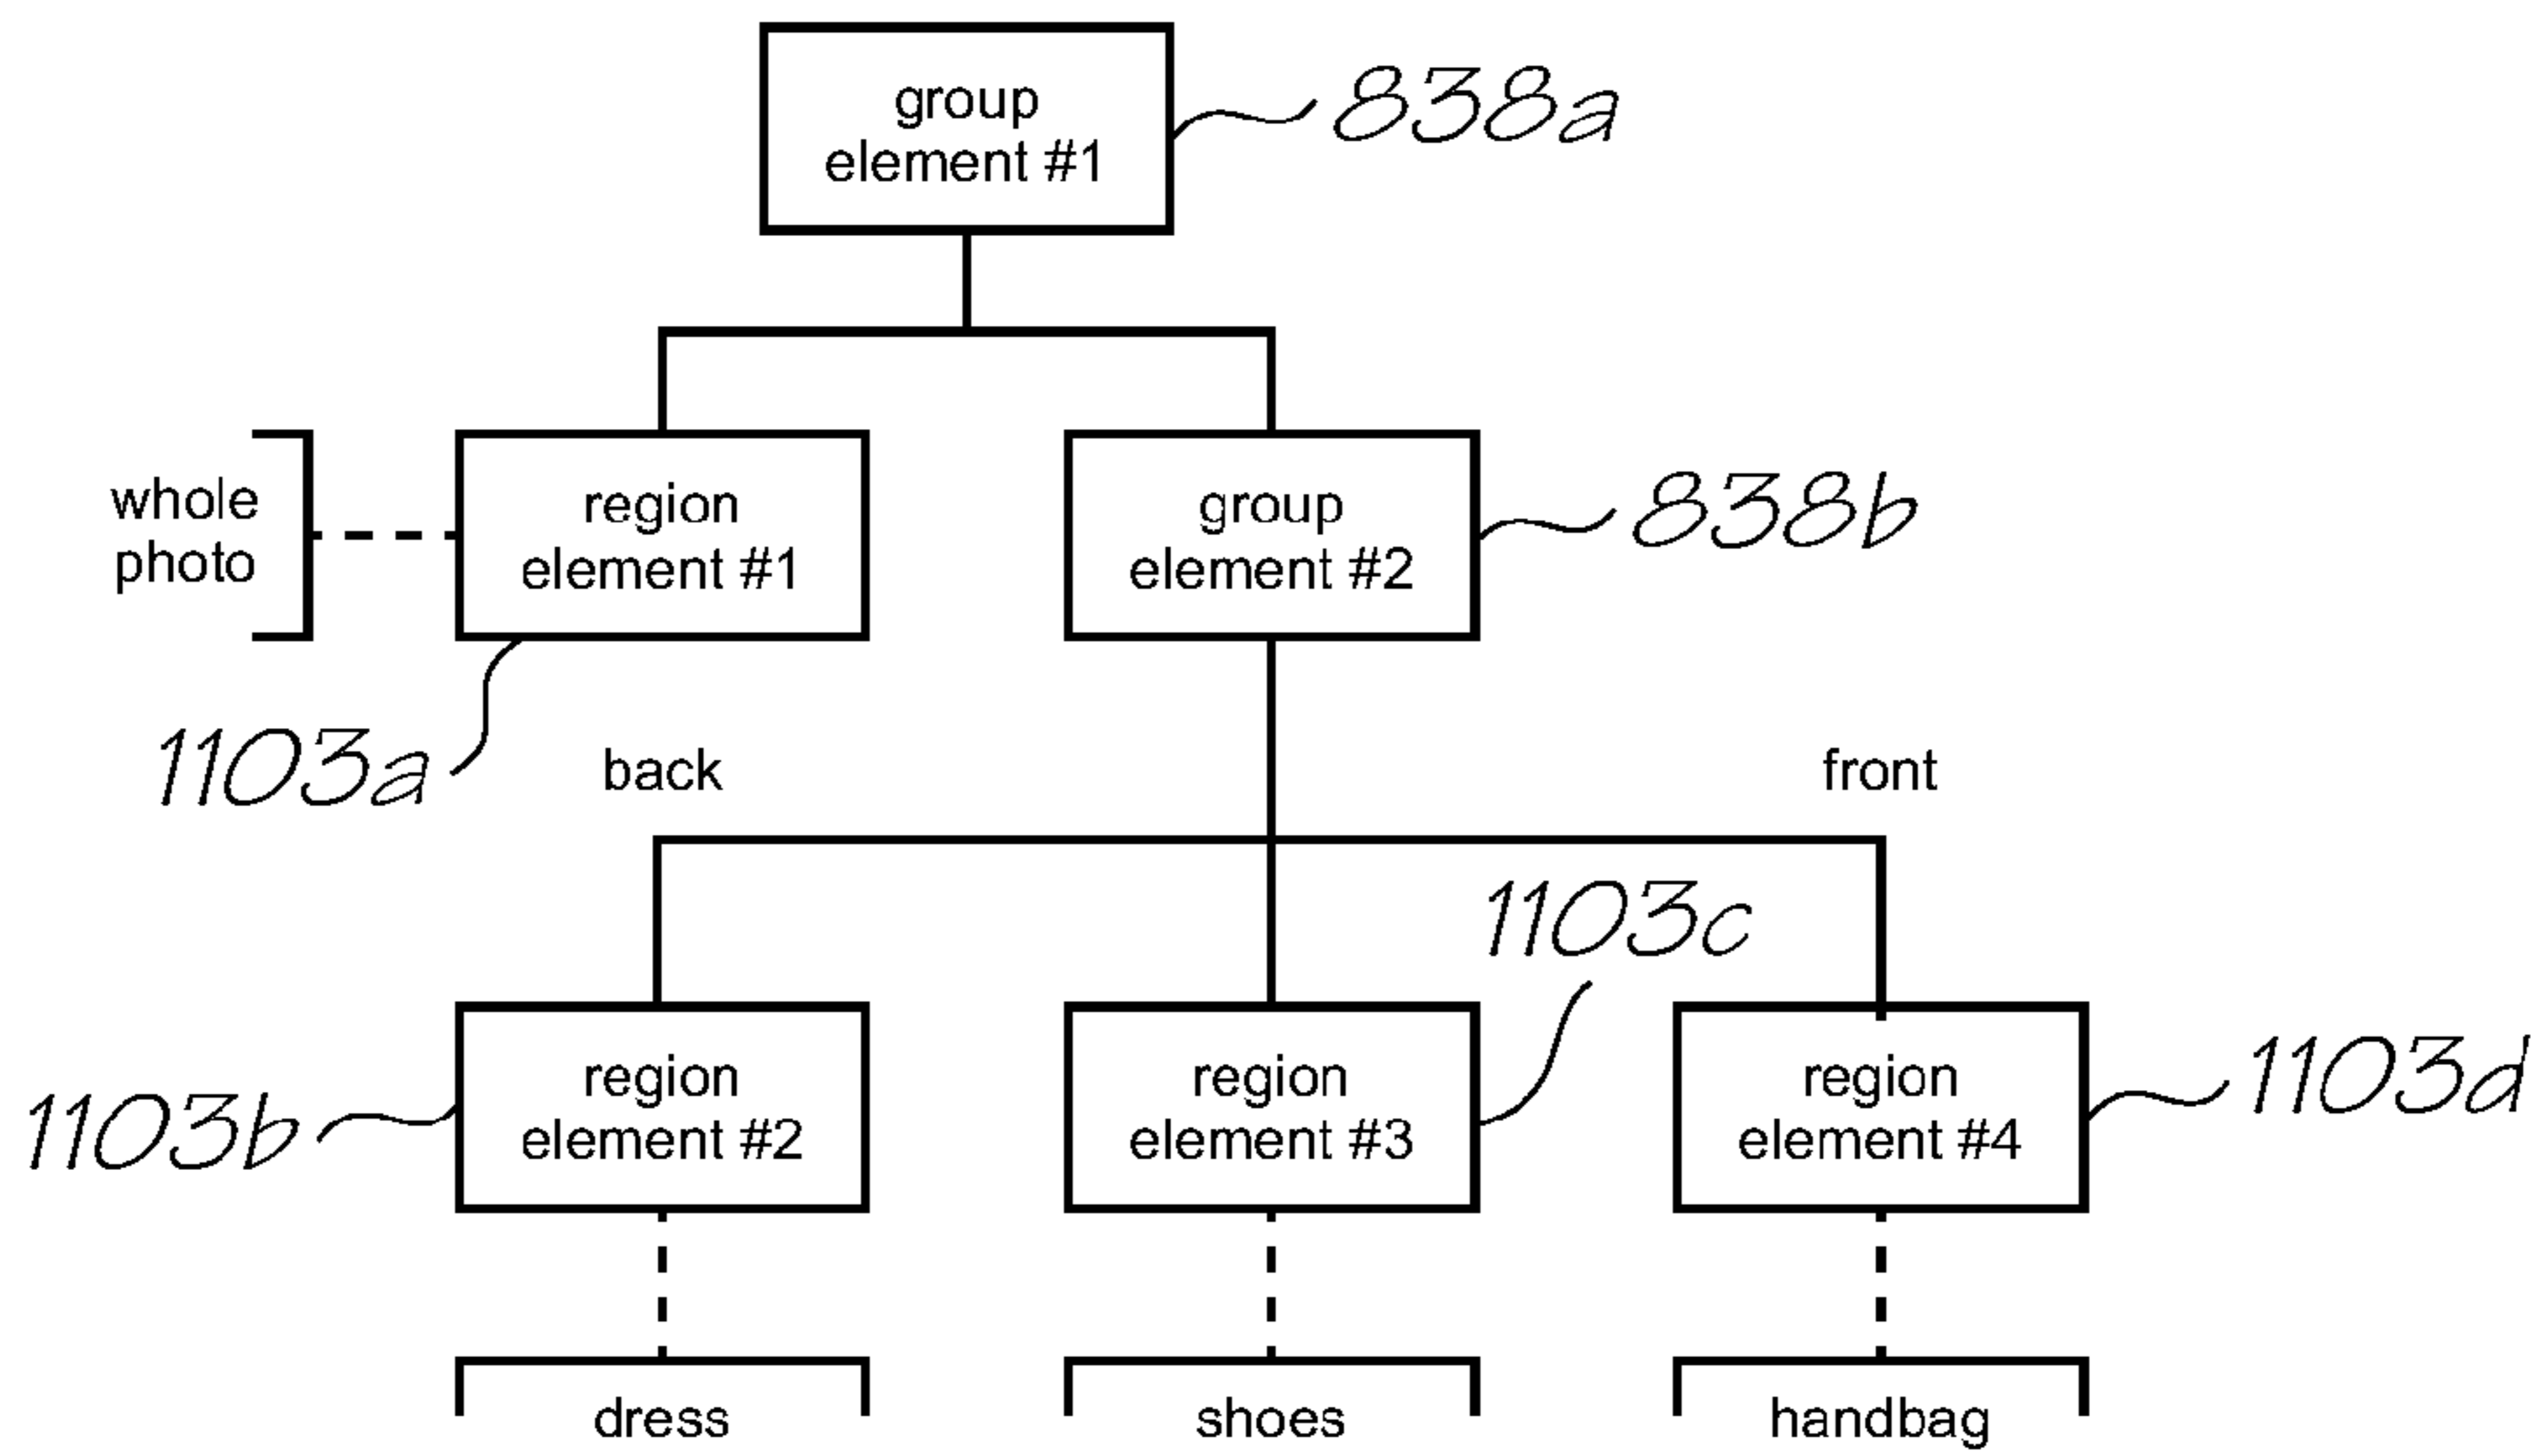 group
element #1
838a
whole
photo
region
element #1
group
element #2
838b
1103a
back
front
1103c
1103b
region
element #2
region
element #3
region
element #4
1103d
dress
shoes
handbag